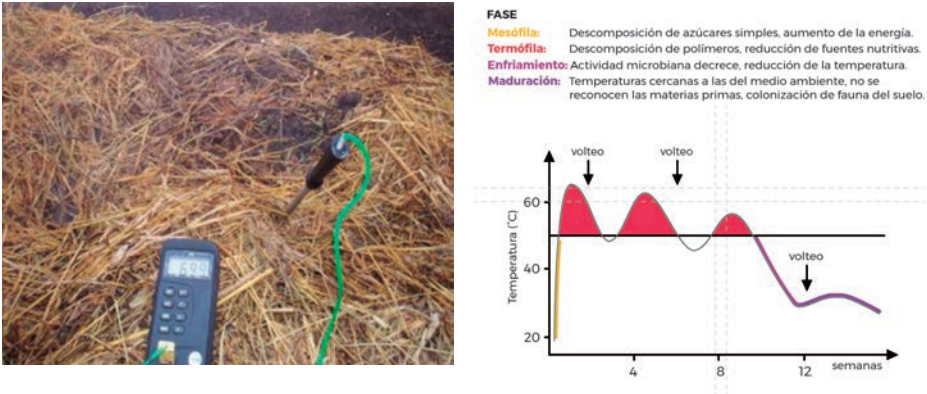 69.9
FASE
Mesófila: Descomposición de azúcares simples, aumento de la energía.
Termófila: Descomposición de polímeros, reducción de fuentes nutritivas.
Enfriamiento: Actividad microbiana decrece, reducción de la temperatura.
Maduración: Temperaturas cercanas a las del medio ambiente, no se
reconocen las materias primas, colonización de fauna del suelo.
volteo
volteo
60
volteo
Temperatura (°C)
40
20
4
8
12
semanas